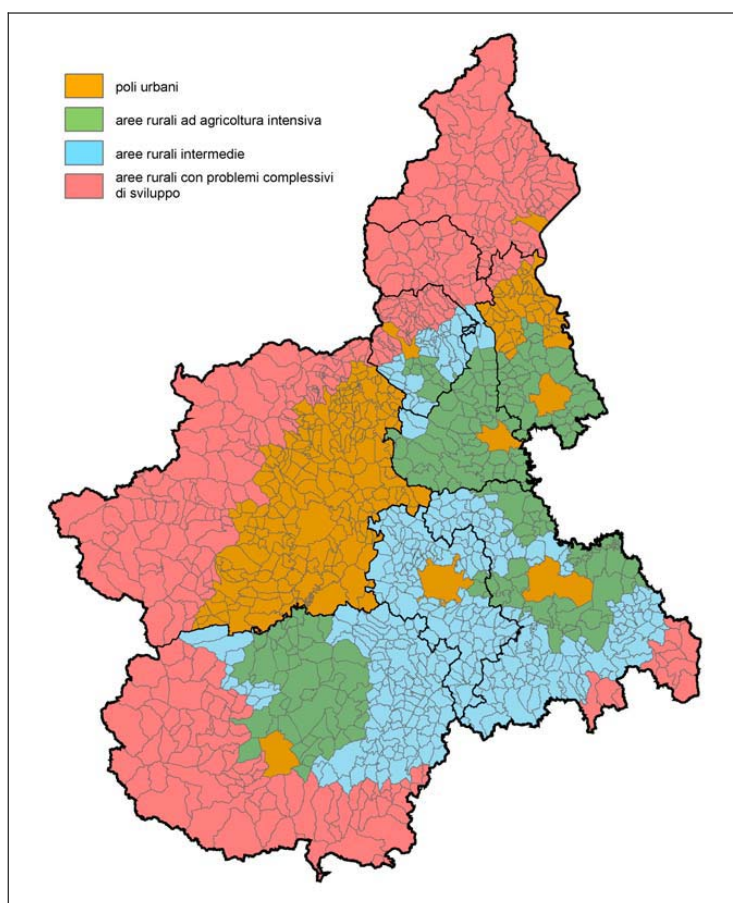 poli urbani
aree rurali ad agricoltura intensiva
aree rurali intermedie
aree rurali con problemi complessivi
di sviluppo